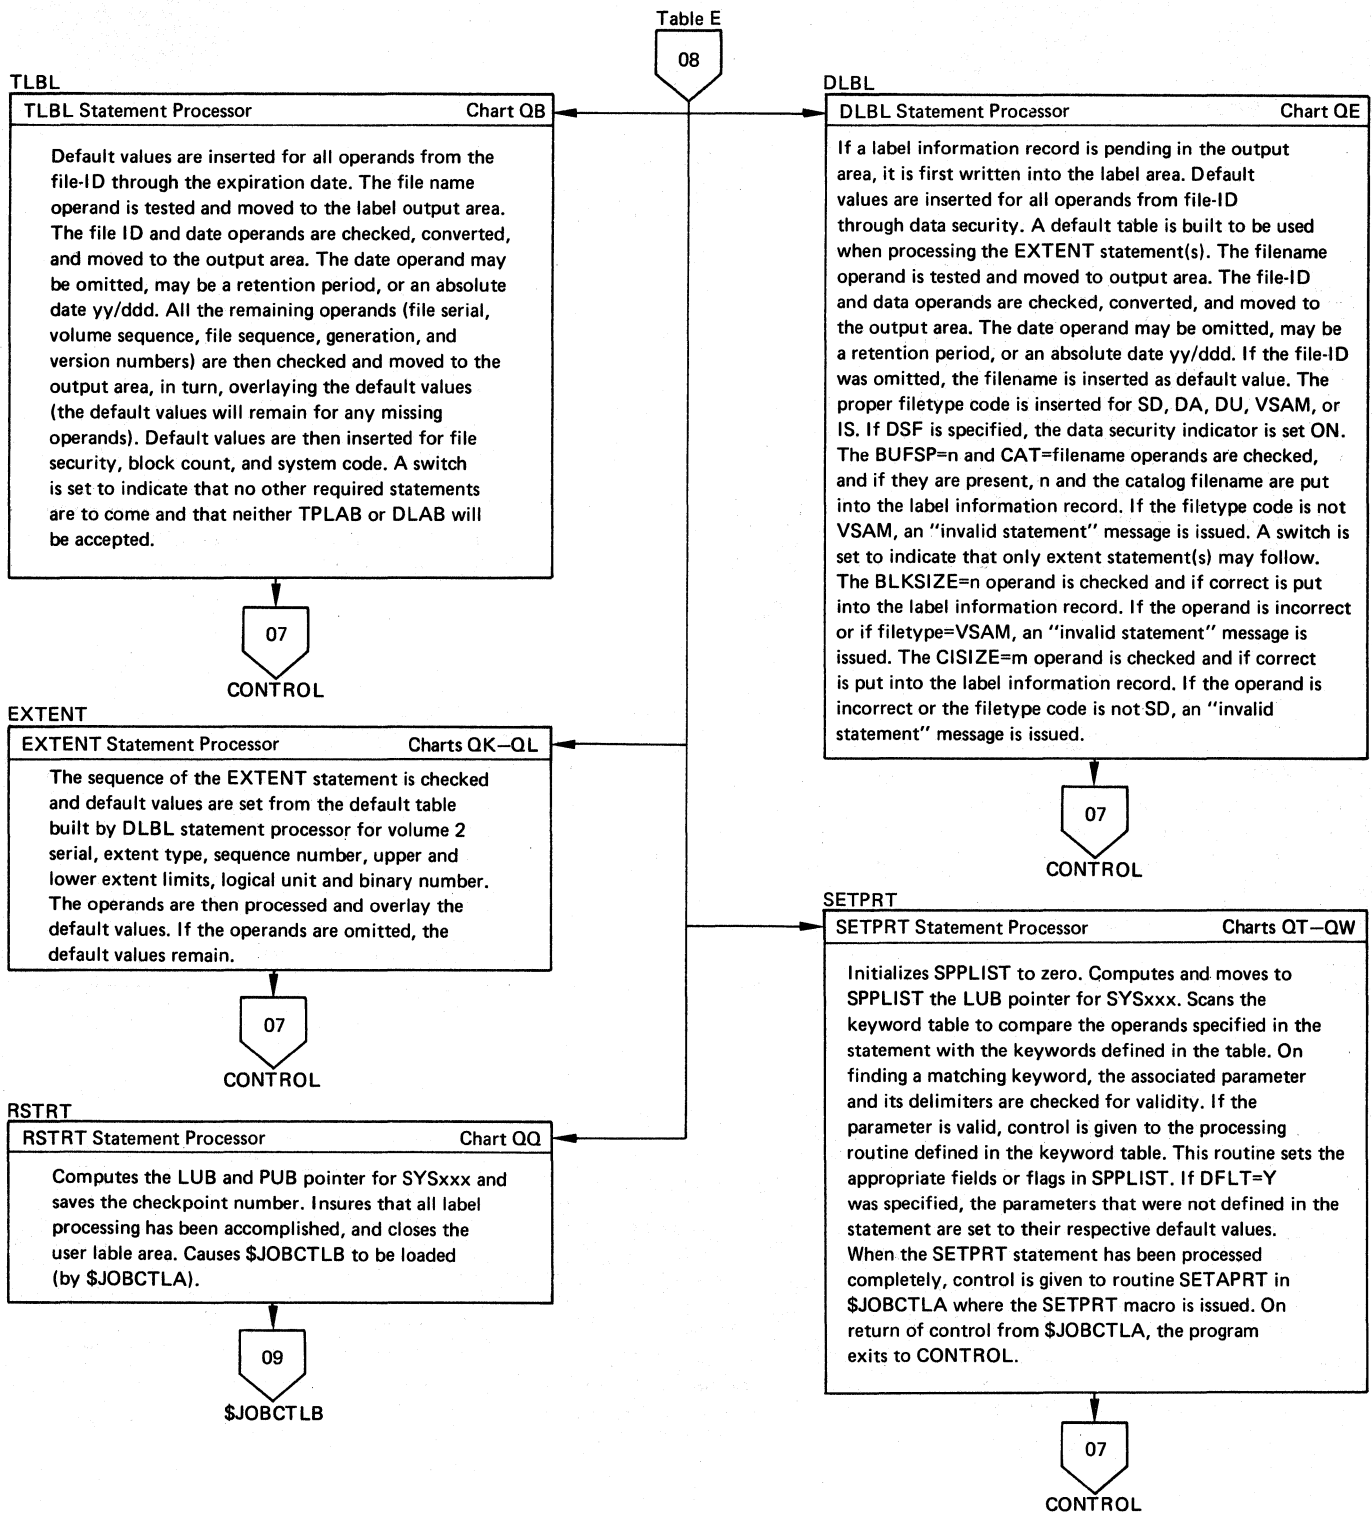 Table E
08
TLBL
TLBL Statement Processor Chart QB
Default values are inserted for all operands from the
file-ID through the expiration date. The file name
operand is tested and moved to the label output area.
The file ID and date operands are checked, converted,
and moved to the output area. The date operand may
be omitted, may be a retention period, or an absolute
date yy/ddd. All the remaining operands (file serial,
volume sequence, file sequence, generation, and
version numbers) are then checked and moved to the
output area, in turn, overlaying the default values
(the default values will remain for any missing
operands). Default values are then inserted for file
security, block count, and system code. A switch
is set to indicate that no other required statements
are to come and that neither TPLAB or DLAB will
be accepted.
07
CONTROL
EXTENT
EXTENT Statement Processor Charts QK—QL
The sequence of the EXTENT statement is checked
and default values are set from the default table
built by DLBL statement processor for volume 2
serial, extent type, sequence number, upper and
lower extent limits, logical unit and binary number.
The operands are then processed and overlay the
default values. If the operands are omitted, the
default values remain.
07
CONTROL
RSTRT
RSTRT Statement Processor Chart QQ
Computes the LUB and PUB pointer for SYSxxx and
saves the checkpoint number. Insures that all label
processing has been accomplished, and closes the
user lable area. Causes $JOBCTLB to be loaded
(by $JOBCTLA).
09
$JOBCTLB
DLBL
DLBL Statement Processor Chart QE
If a label information record is pending in the output
area, it is first written into the label area. Default
values are inserted for all operands from file-ID
through data security. A default table is built to be used
when processing the EXTENT statement(s). The filename
operand is tested and moved to output area. The file-ID
and data operands are checked, converted, and moved to
the output area. The date operand may be omitted, may be
a retention period, or an absolute date yy/ddd. If the file-ID
was omitted, the filename is inserted as default value. The
proper filetype code is inserted for SD, DA, DU, VSAM, or
IS. If DSF is specified, the data security indicator is set ON.
The BUFSP=n and CAT=filename operands are checked,
and if they are present, n and the catalog filename are put
into the label information record. If the filetype code is not
VSAM, an "invalid statement" message is issued. A switch is
set to indicate that only extent statement(s) may follow.
The BLKSIZE=n operand is checked and if correct is put
into the label information record. If the operand is incorrect
or if filetype=VSAM, an "invalid statement" message is
issued. The CISIZE=m operand is checked and if correct
is put into the label information record. If the operand is
incorrect or the filetype code is not SD, an "invalid
statement" message is issued.
07
CONTROL
SETPRT
SETPRT Statement Processor Charts QT—QW
Initializes SPPLIST to zero. Computes and moves to
SPPLIST the LUB pointer for SYSxxx. Scans the
keyword table to compare the operands specified in the
statement with the keywords defined in the table. On
finding a matching keyword, the associated parameter
and its delimiters are checked for validity. If the
parameter is valid, control is given to the processing
routine defined in the keyword table. This routine sets the
appropriate fields or flags in SPPLIST. If DFLT=Y
was specified, the parameters that were not defined in the
statement are set to their respective default values.
When the SETPRT statement has been processed
completely, control is given to routine SETAPRT in
$JOBCTLA where the SETPRT macro is issued. On
return of control from $JOBCTLA, the program
exits to CONTROL.
07
CONTROL